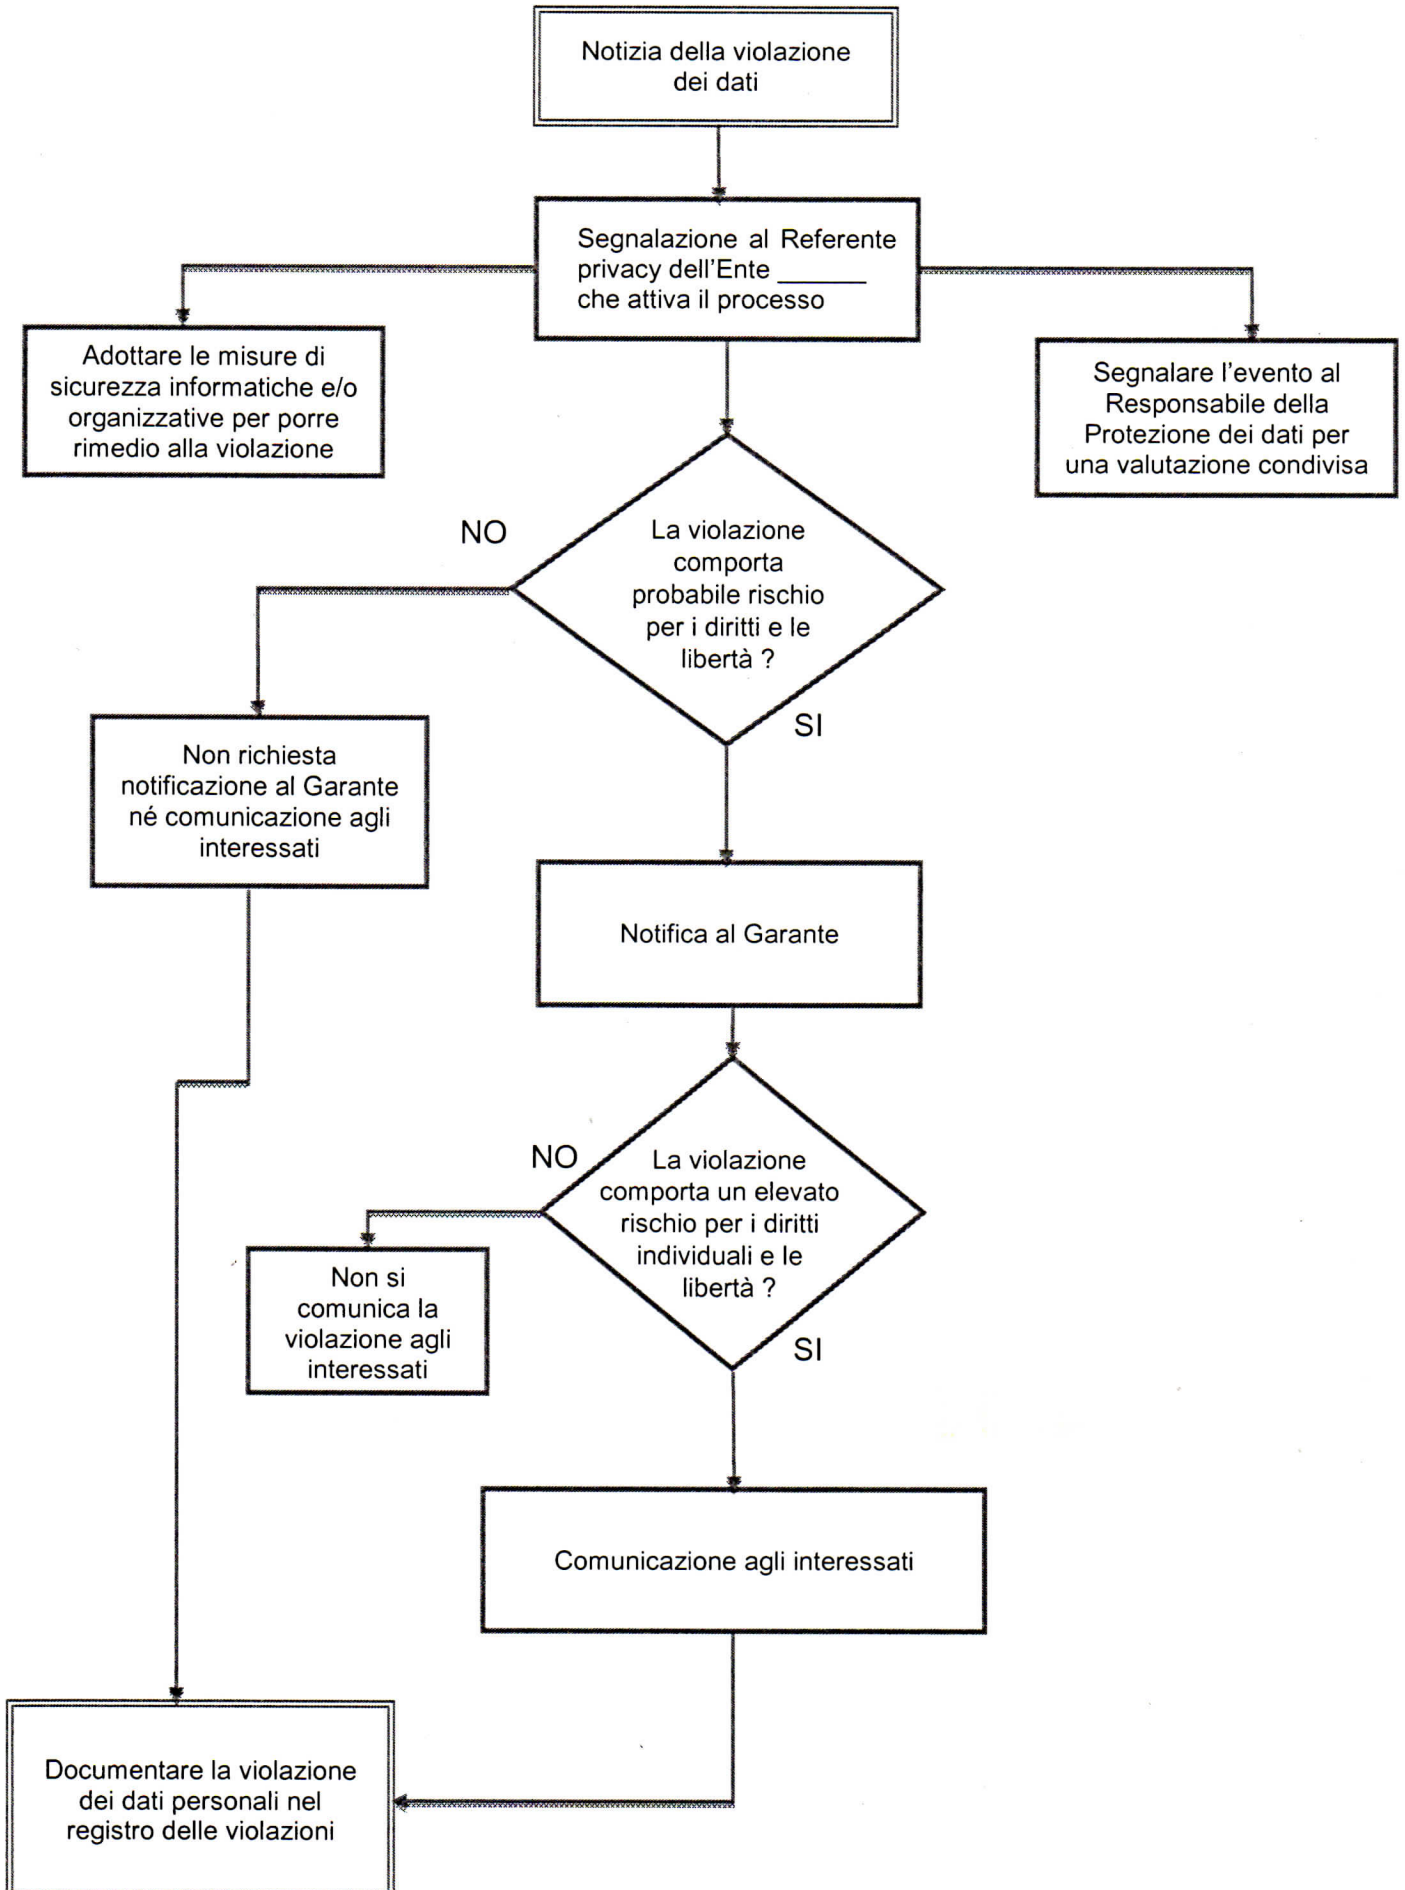 Notizia della violazione
dei dati
Segnalazione al Referente
privacy dell'Ente ______
che attiva il processo
Adottare le misure di
sicurezza informatiche e/o
organizzative per porre
rimedio alla violazione
Segnalare l'evento al
Responsabile della
Protezione dei dati per
una valutazione condivisa
NO
La violazione
comporta
probabile rischio
per i diritti e le
libertà ?
SI
Non richiesta
notificazione al Garante
né comunicazione agli
interessati
Notifica al Garante
NO
La violazione
comporta un elevato
rischio per i diritti
individuali e le
libertà ?
SI
Non si
comunica la
violazione agli
interessati
Comunicazione agli interessati
Documentare la violazione
dei dati personali nel
registro delle violazioni